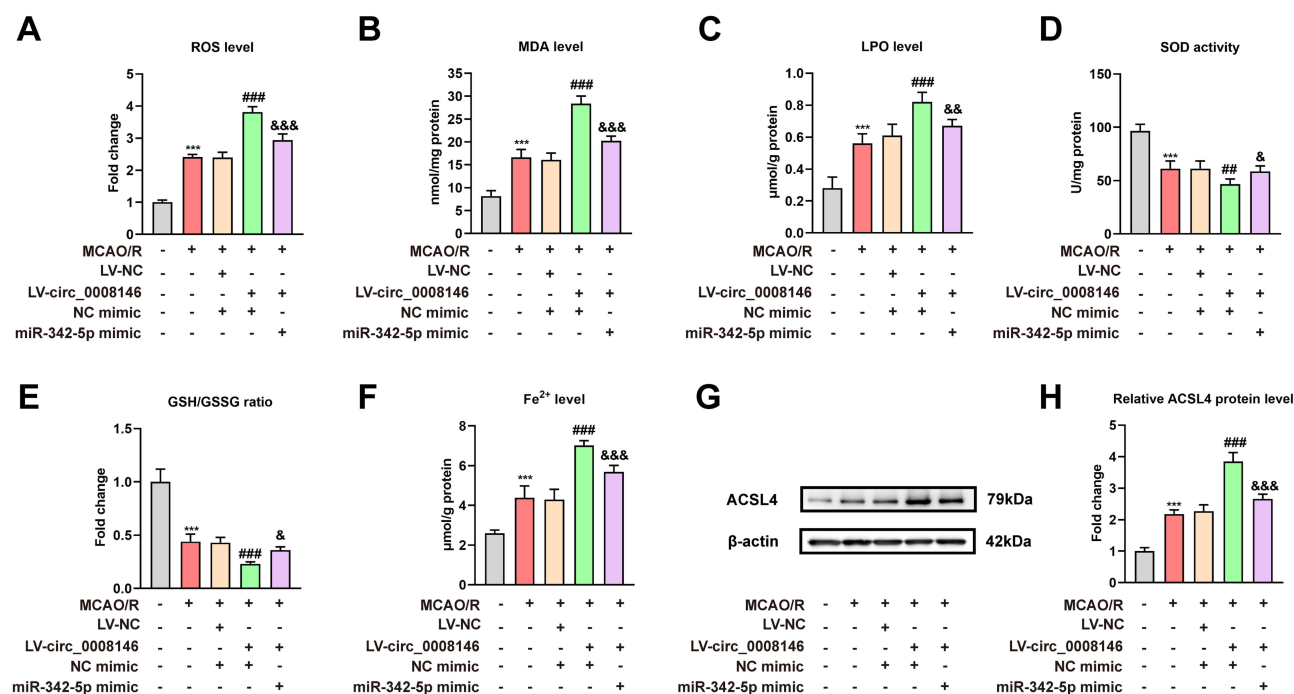 A
ROS level
Fold change
5
4
3
2
1
0
***
###
&&&
MCAO/R - + + + +
LV-NC - - + - -
LV-circ_0008146 - - - + +
NC mimic - - + + -
miR-342-5p mimic - - - - +
B
MDA level
nmol/mg protein
35
30
25
20
15
10
5
0
***
###
&&&
MCAO/R - + + + +
LV-NC - - + - -
LV-circ_0008146 - - - + +
NC mimic - - + + -
miR-342-5p mimic - - - - +
C
LPO level
μmol/g protein
1.0
0.8
0.6
0.4
0.2
0.0
***
###
&&
MCAO/R - + + + +
LV-NC - - + - -
LV-circ_0008146 - - - + +
NC mimic - - + + -
miR-342-5p mimic - - - - +
D
SOD activity
U/mg protein
150
100
50
0
***
##
&
MCAO/R - + + + +
LV-NC - - + - -
LV-circ_0008146 - - - + +
NC mimic - - + + -
miR-342-5p mimic - - - - +
E
GSH/GSSG ratio
Fold change
1.5
1.0
0.5
0.0
***
###
&
MCAO/R - + + + +
LV-NC - - + - -
LV-circ_0008146 - - - + +
NC mimic - - + + -
miR-342-5p mimic - - - - +
F
Fe²⁺ level
μmol/g protein
8
6
4
2
0
***
###
&&&
MCAO/R - + + + +
LV-NC - - + - -
LV-circ_0008146 - - - + +
NC mimic - - + + -
miR-342-5p mimic - - - - +
G
ACSL4 79kDa
β-actin 42kDa
MCAO/R - + + + +
LV-NC - - + - -
LV-circ_0008146 - - - + +
NC mimic - - + + -
miR-342-5p mimic - - - - +
H
Relative ACSL4 protein level
Fold change
5
4
3
2
1
0
***
###
&&&
MCAO/R - + + + +
LV-NC - - + - -
LV-circ_0008146 - - - + +
NC mimic - - + + -
miR-342-5p mimic - - - - +